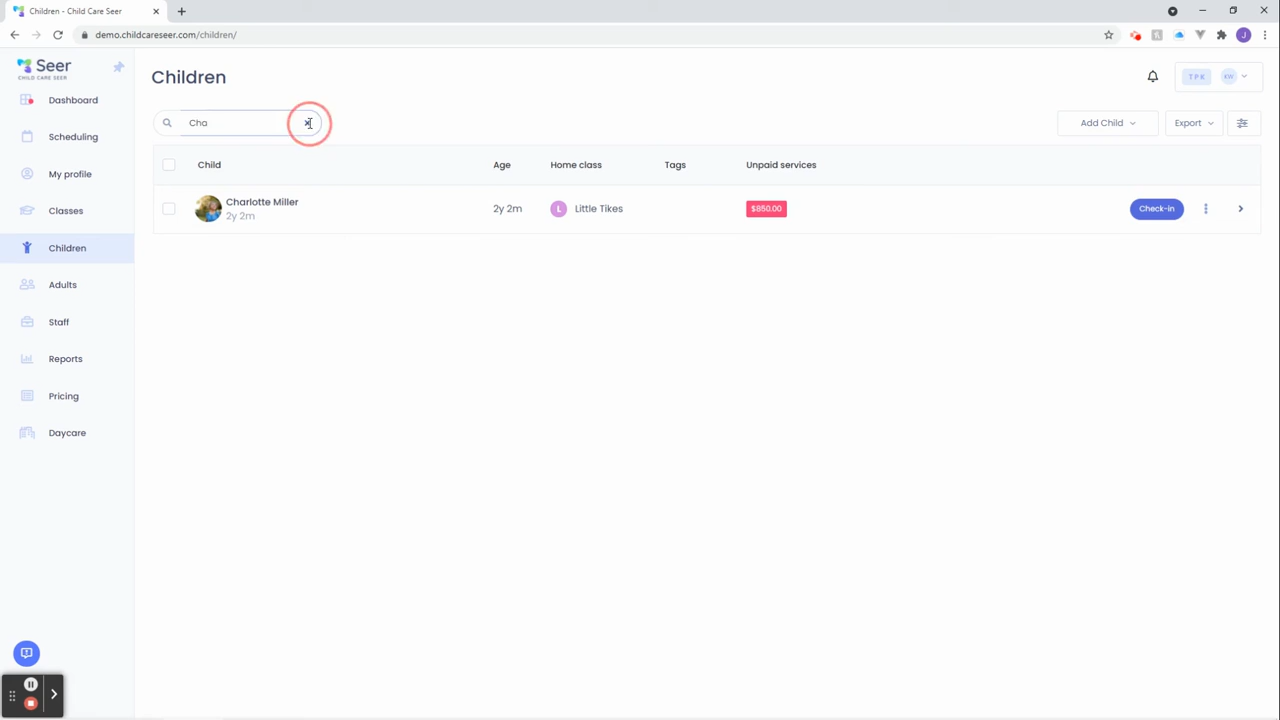 Children - Child Care Seer
demo.childcareseer.com/children/
J
Seer
CHILD CARE SEER
Children
TPK
KW
Dashboard
Cha
Add Child
Export
Scheduling
Child
Age
Home class
Tags
Unpaid services
My profile
Charlotte Miller
2y 2m
2y 2m
L
Little Tikes
$850.00
Check-in
Classes
Children
Adults
Staff
Reports
Pricing
Daycare